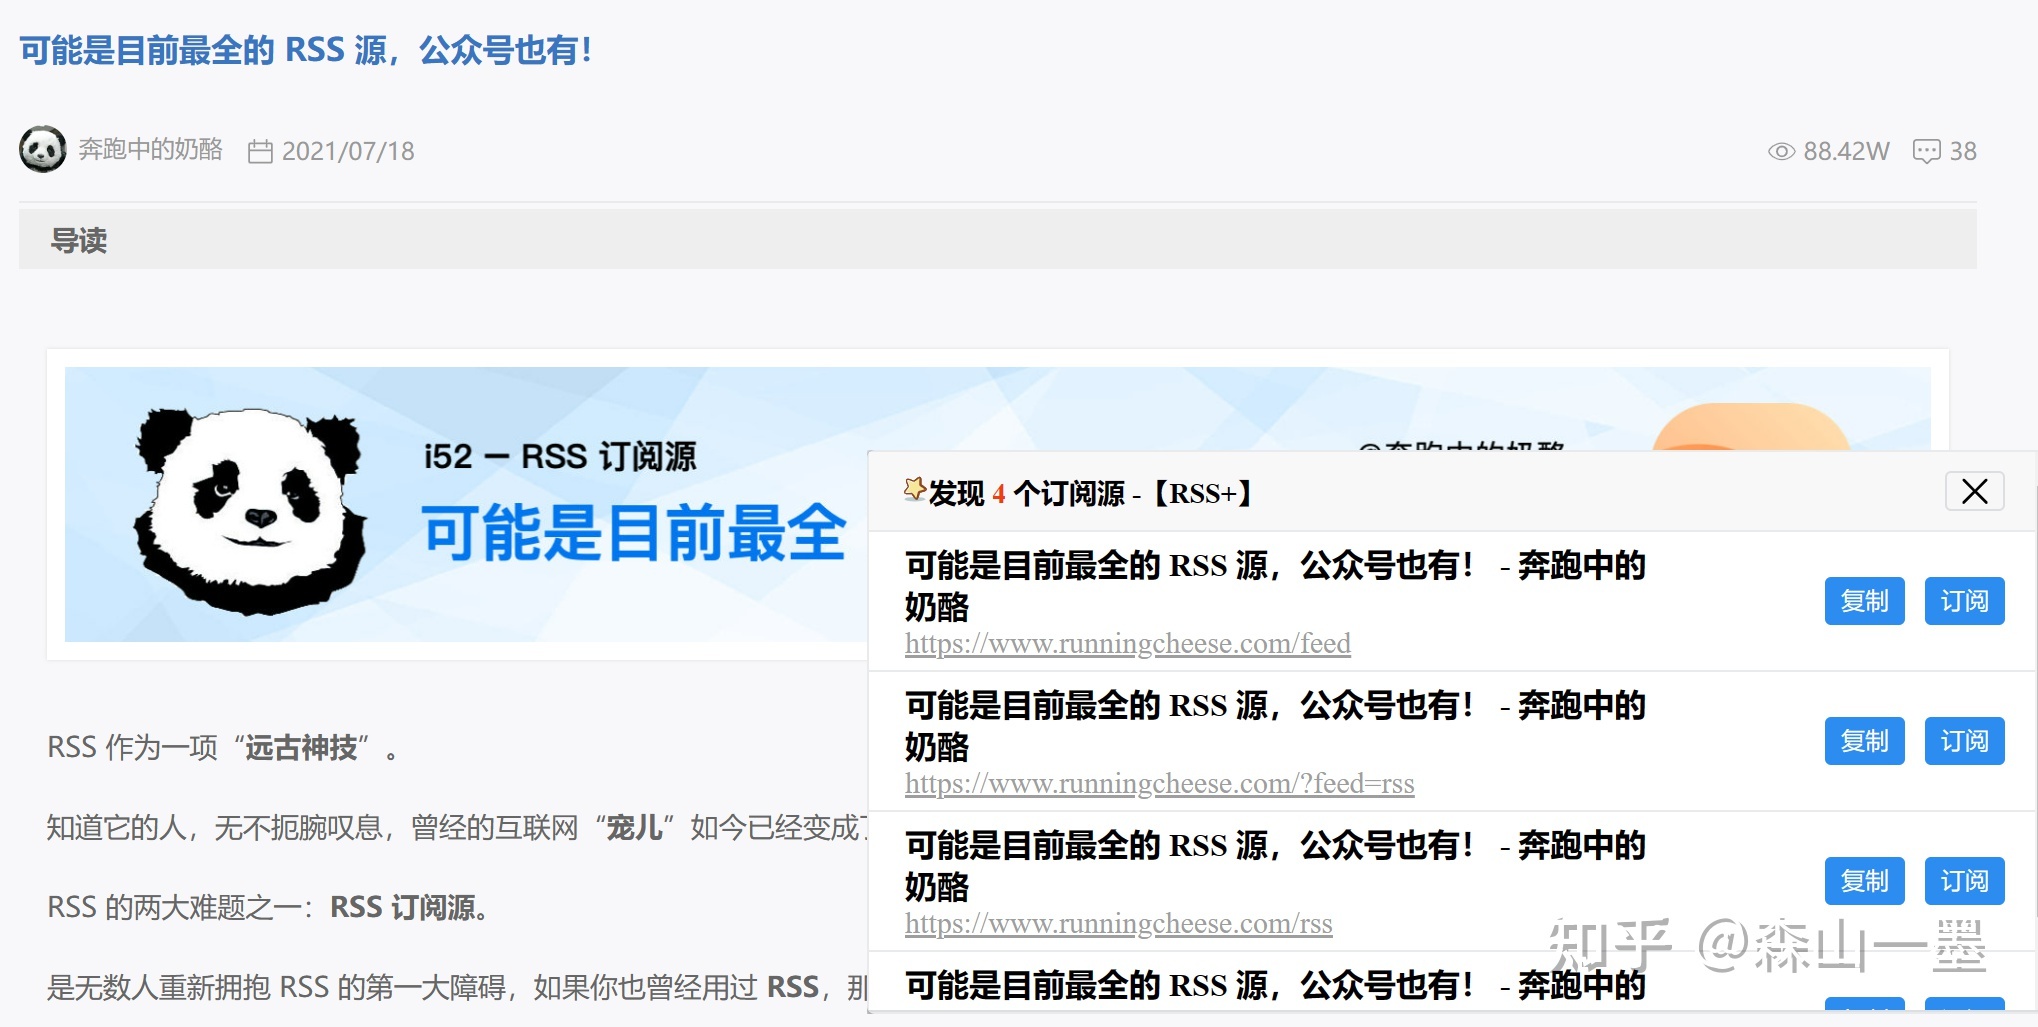 可能是目前最全的 RSS 源，公众号也有！
奔跑中的奶酪 2021/07/18 88.42W 38
导读
i52 — RSS 订阅源
可能是目前最全
@奔跑中的奶酪
RSS 作为一项“远古神技”。
知道它的人，无不扼腕叹息，曾经的互联网“宠儿”如今已经变成
RSS 的两大难题之一：RSS 订阅源。
是无数人重新拥抱 RSS 的第一大障碍，如果你也曾经用过 RSS，那
发现 4 个订阅源 -【RSS+】
可能是目前最全的 RSS 源，公众号也有！ - 奔跑中的
奶酪
https://www.runningcheese.com/feed
复制 订阅
可能是目前最全的 RSS 源，公众号也有！ - 奔跑中的
奶酪
https://www.runningcheese.com/?feed=rss
复制 订阅
可能是目前最全的 RSS 源，公众号也有！ - 奔跑中的
奶酪
https://www.runningcheese.com/rss
复制 订阅
可能是目前最全的 RSS 源，公众号也有！ - 奔跑中的
知乎 @森山一墨